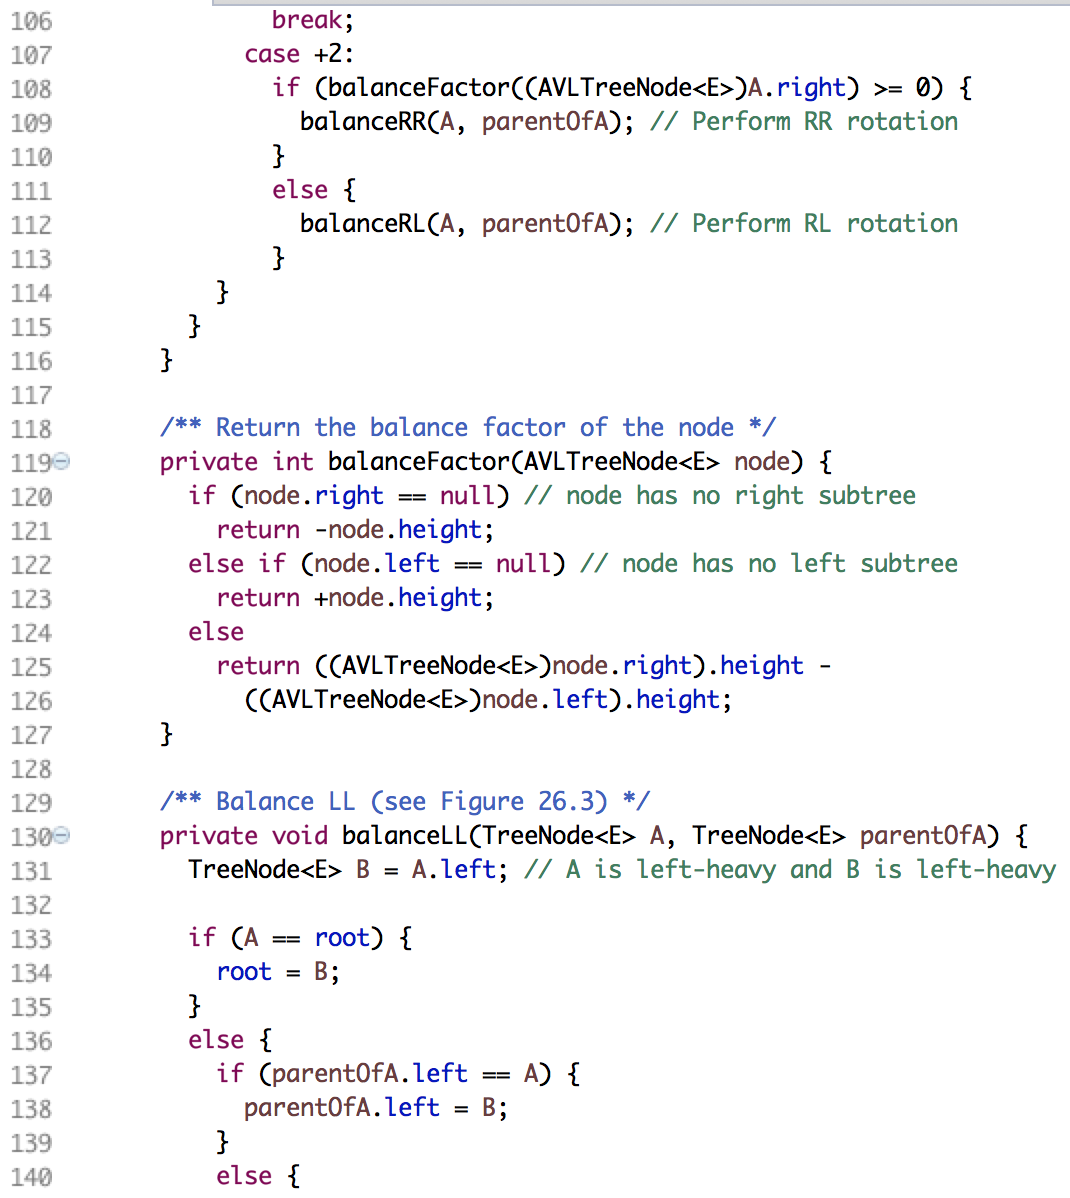 106                break;
107              case +2:
108                if (balanceFactor((AVLTreeNode<E>)A.right) >= 0) {
109                  balanceRR(A, parentOfA); // Perform RR rotation
110                }
111                else {
112                  balanceRL(A, parentOfA); // Perform RL rotation
113                }
114            }
115          }
116        }
117
118        /** Return the balance factor of the node */
119        private int balanceFactor(AVLTreeNode<E> node) {
120          if (node.right == null) // node has no right subtree
121            return -node.height;
122          else if (node.left == null) // node has no left subtree
123            return +node.height;
124          else
125            return ((AVLTreeNode<E>)node.right).height -
126              ((AVLTreeNode<E>)node.left).height;
127        }
128
129        /** Balance LL (see Figure 26.3) */
130        private void balanceLL(TreeNode<E> A, TreeNode<E> parentOfA) {
131          TreeNode<E> B = A.left; // A is left-heavy and B is left-heavy
132
133          if (A == root) {
134            root = B;
135          }
136          else {
137            if (parentOfA.left == A) {
138              parentOfA.left = B;
139            }
140            else {